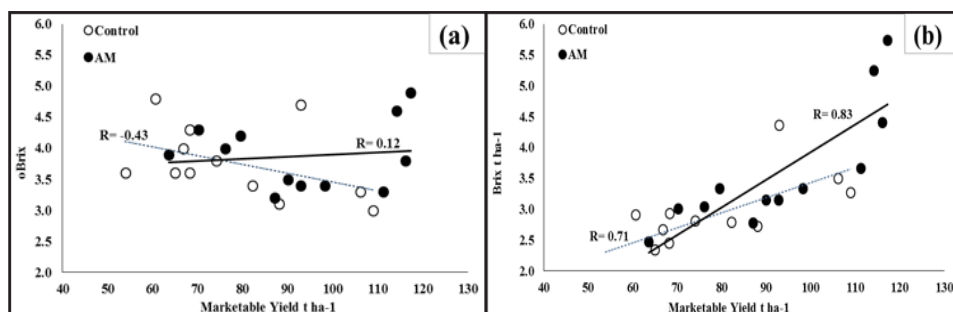 6.0
5.5
5.0
4.5
4.0
3.5
3.0
2.5
2.0
oBrix
Control
AM
(a)
R= -0.43
R= 0.12
40 50 60 70 80 90 100 110 120 130
Marketable Yield t ha-1
6.0
5.5
5.0
4.5
4.0
3.5
3.0
2.5
2.0
Brix t ha-1
Control
AM
(b)
R= 0.83
R= 0.71
40 50 60 70 80 90 100 110 120 130
Marketable Yield t ha-1